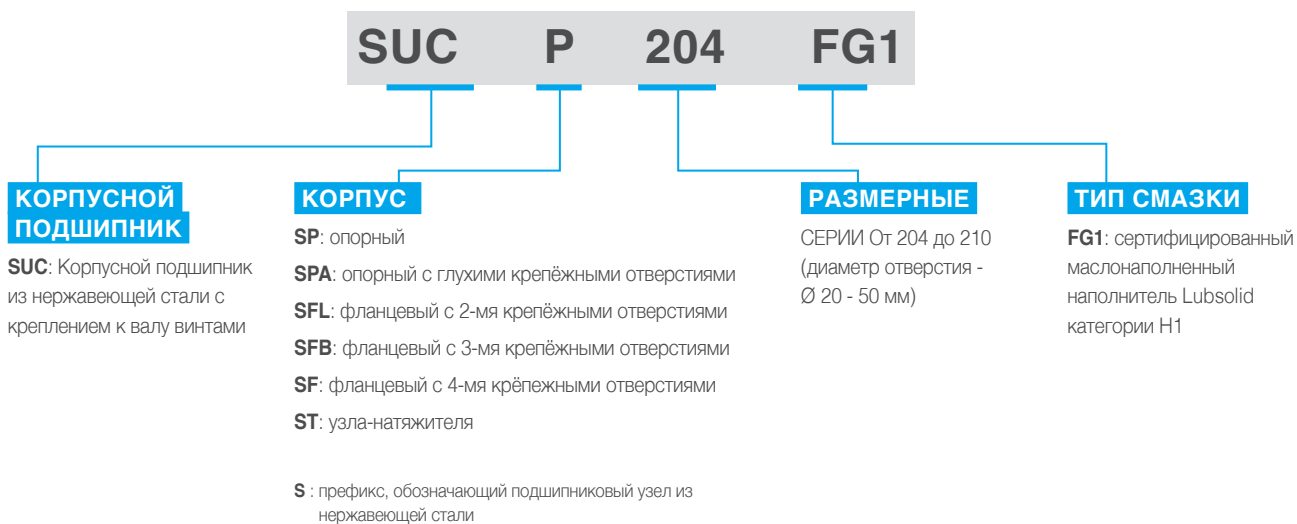 SUC P 204 FG1
КОРПУСНОЙ
ПОДШИПНИК
SUC: Корпусной подшипник
из нержавеющей стали с
креплением к валу винтами
КОРПУС
SP: опорный
SPA: опорный с глухими крепёжными отверстиями
SFL: фланцевый с 2-мя крепёжными отверстиями
SFB: фланцевый с 3-мя крепёжными отверстиями
SF: фланцевый с 4-мя крёпежными отверстиями
ST: узла-натяжителя
S : префикс, обозначающий подшипниковый узел из
нержавеющей стали
РАЗМЕРНЫЕ
СЕРИИ От 204 до 210
(диаметр отверстия -
Ø 20 - 50 мм)
ТИП СМАЗКИ
FG1: сертифицированный
маслонаполненный
наполнитель Lubsolid
категории H1